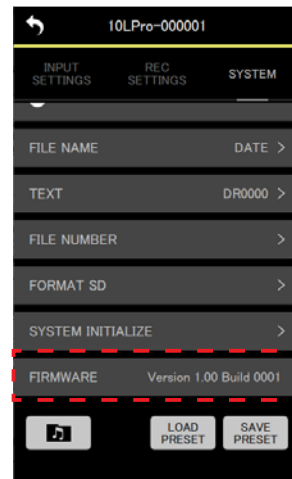 10LPro-000001
INPUT SETTINGS REC SETTINGS SYSTEM
FILE NAME DATE >
TEXT DR0000 >
FILE NUMBER >
FORMAT SD >
SYSTEM INITIALIZE >
FIRMWARE Version 1.00 Build 0001
LOAD PRESET SAVE PRESET